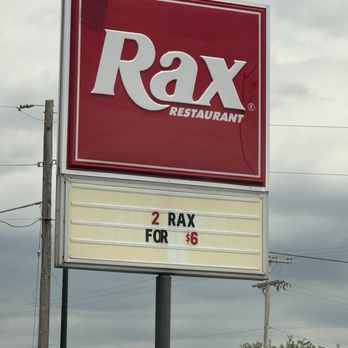 Rax
®
RESTAURANT
2 RAX
FOR $6